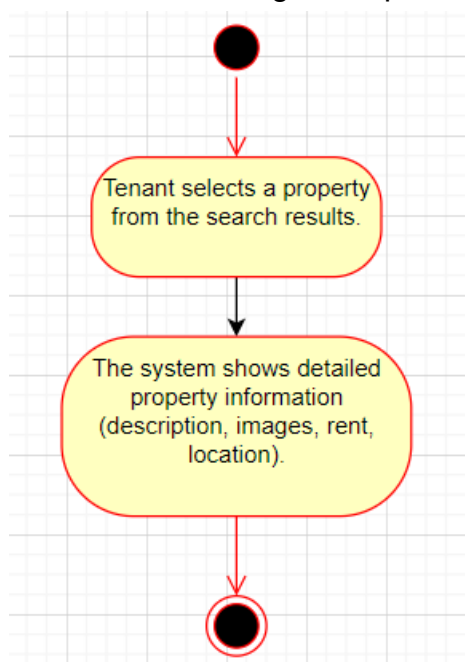 Tenant selects a property
from the search results.
The system shows detailed
property information
(description, images, rent,
location).